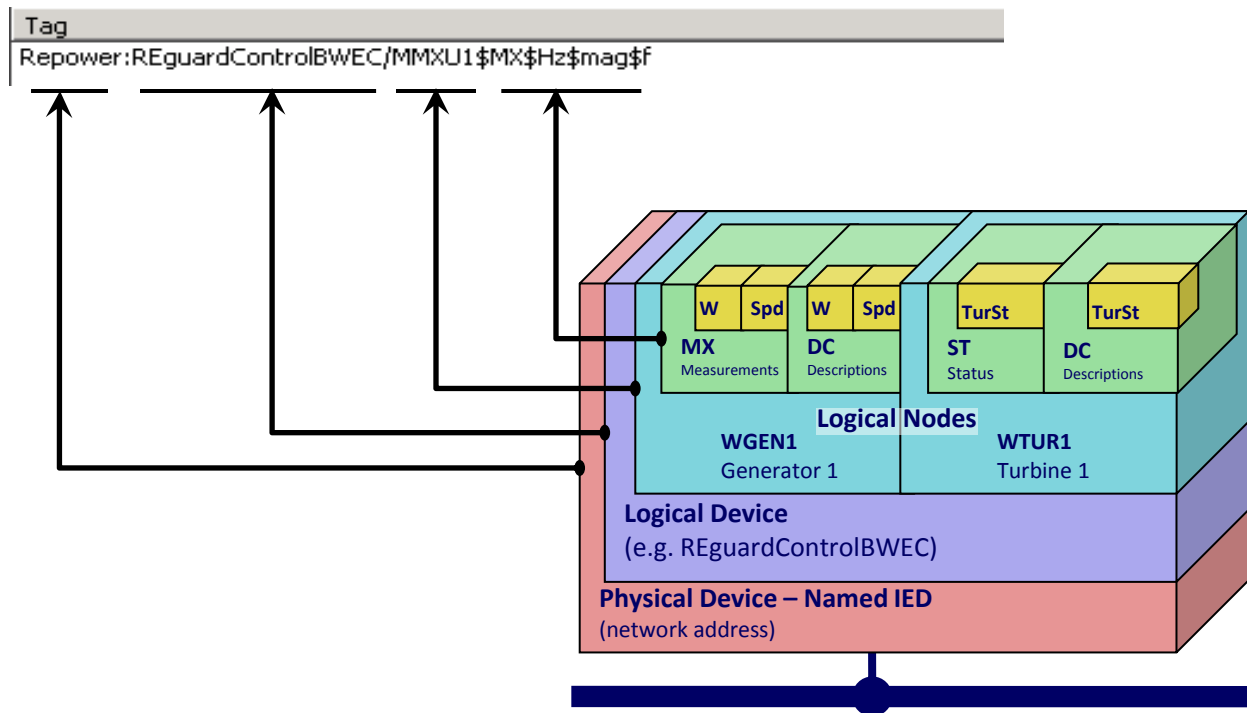 Tag
Repower:REguardControlBWEC/MMXU1$MX$Hz$mag$f
W Spd W Spd TurSt TurSt
MX DC ST DC
Measurements Descriptions Status Descriptions
Logical Nodes
WGEN1 WTUR1
Generator 1 Turbine 1
Logical Device
(e.g. REguardControlBWEC)
Physical Device – Named IED
(network address)